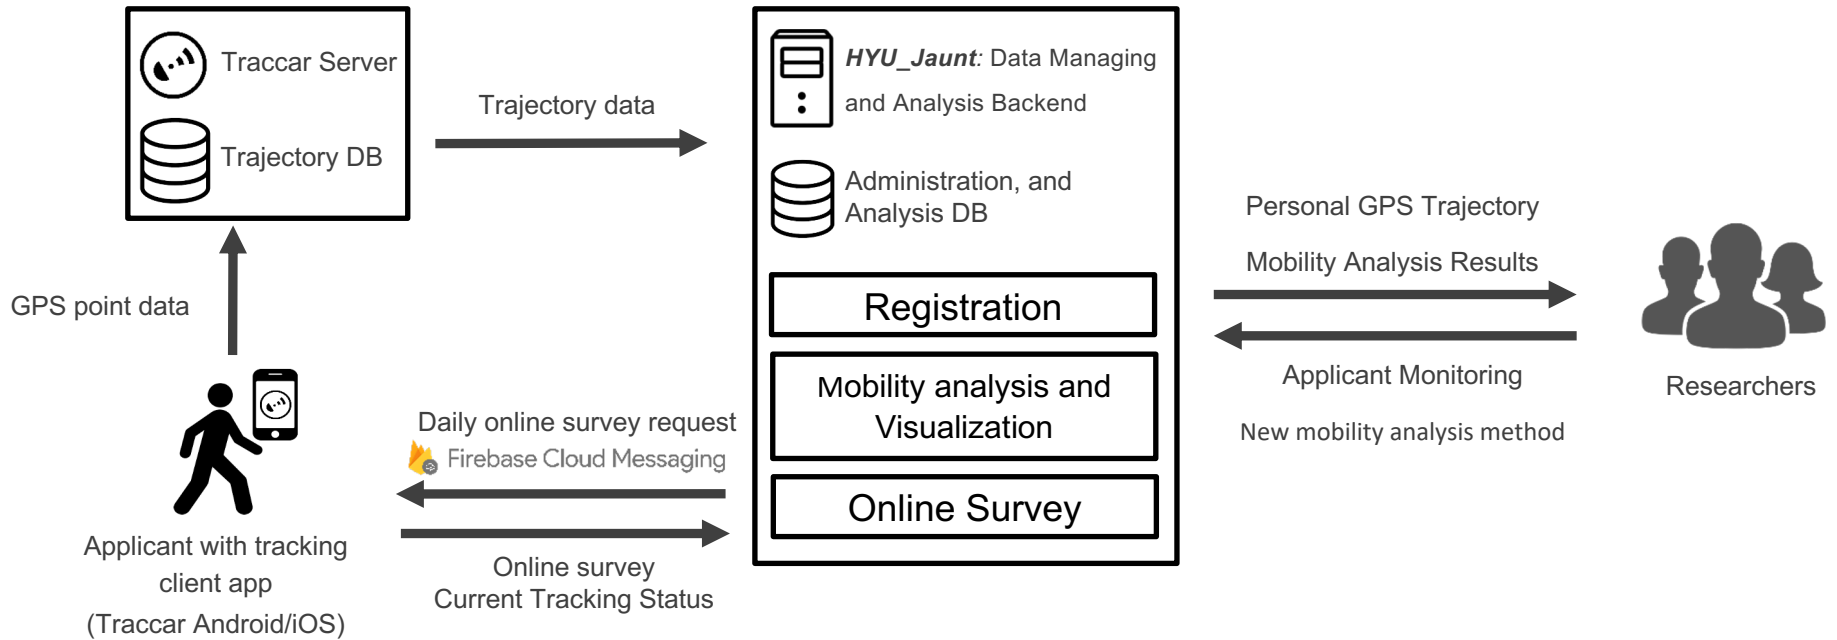 Traccar Server
Trajectory DB
Trajectory data
HYU_Jaunt: Data Managing
and Analysis Backend
Administration, and
Analysis DB
Registration
Mobility analysis and
Visualization
Online Survey
Personal GPS Trajectory
Mobility Analysis Results
Applicant Monitoring
New mobility analysis method
Researchers
GPS point data
Daily online survey request
Firebase Cloud Messaging
Online survey
Current Tracking Status
Applicant with tracking
client app
(Traccar Android/iOS)